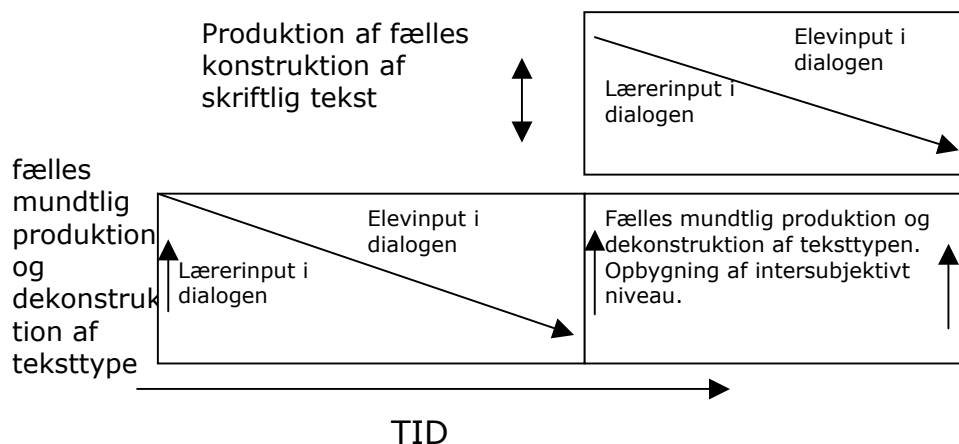 Produktion af fælles
konstruktion af
skriftlig tekst
Elevinput i
dialogen
Lærerinput i
dialogen
fælles
mundtlig
produktion
og
dekonstruk
tion af
teksttype
Elevinput i
dialogen
Lærerinput i
dialogen
Fælles mundtlig produktion og
dekonstruktion af teksttypen.
Opbygning af intersubjektivt
niveau.
TID